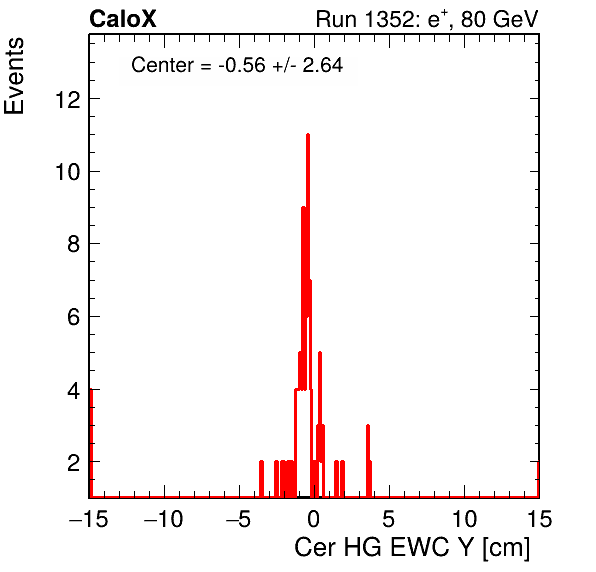 CaloX Run 1352: e⁺, 80 GeV
Center = -0.56 +/- 2.64
Events
12
10
8
6
4
2
−15 −10 −5 0 5 10 15
Cer HG EWC Y [cm]